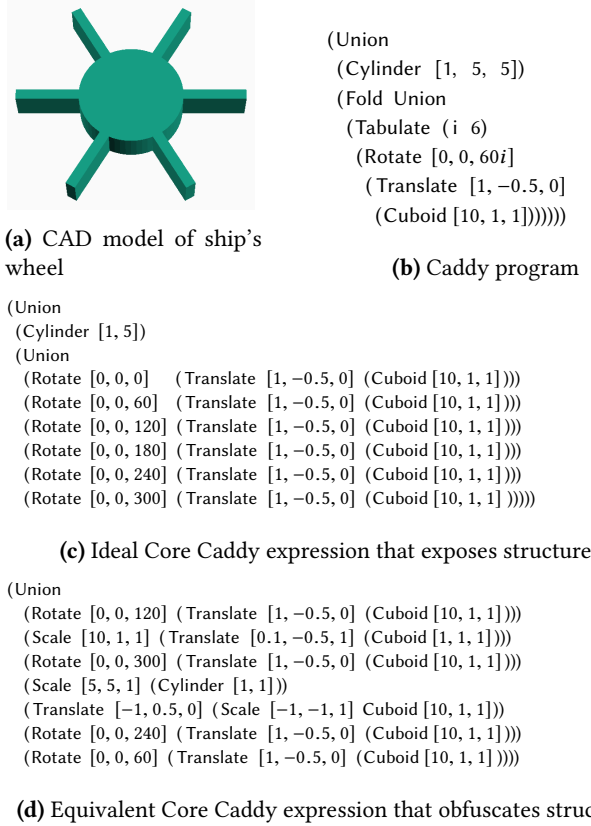 (a) CAD model of ship's
wheel
(Union
(Cylinder [1, 5, 5])
(Fold Union
(Tabulate (i 6)
(Rotate [0, 0, 60i]
(Translate [1, −0.5, 0]
(Cuboid [10, 1, 1]))))))
(b) Caddy program
(Union
(Cylinder [1, 5])
(Union
(Rotate [0, 0, 0] (Translate [1, −0.5, 0] (Cuboid [10, 1, 1])))
(Rotate [0, 0, 60] (Translate [1, −0.5, 0] (Cuboid [10, 1, 1])))
(Rotate [0, 0, 120] (Translate [1, −0.5, 0] (Cuboid [10, 1, 1])))
(Rotate [0, 0, 180] (Translate [1, −0.5, 0] (Cuboid [10, 1, 1])))
(Rotate [0, 0, 240] (Translate [1, −0.5, 0] (Cuboid [10, 1, 1])))
(Rotate [0, 0, 300] (Translate [1, −0.5, 0] (Cuboid [10, 1, 1] )))))
(c) Ideal Core Caddy expression that exposes structure
(Union
(Rotate [0, 0, 120] (Translate [1, −0.5, 0] (Cuboid [10, 1, 1])))
(Scale [10, 1, 1] (Translate [0.1, −0.5, 1] (Cuboid [1, 1, 1])))
(Rotate [0, 0, 300] (Translate [1, −0.5, 0] (Cuboid [10, 1, 1])))
(Scale [5, 5, 1] (Cylinder [1, 1]))
(Translate [−1, 0.5, 0] (Scale [−1, −1, 1] Cuboid [10, 1, 1]))
(Rotate [0, 0, 240] (Translate [1, −0.5, 0] (Cuboid [10, 1, 1])))
(Rotate [0, 0, 60] (Translate [1, −0.5, 0] (Cuboid [10, 1, 1] ))))
(d) Equivalent Core Caddy expression that obfuscates struc